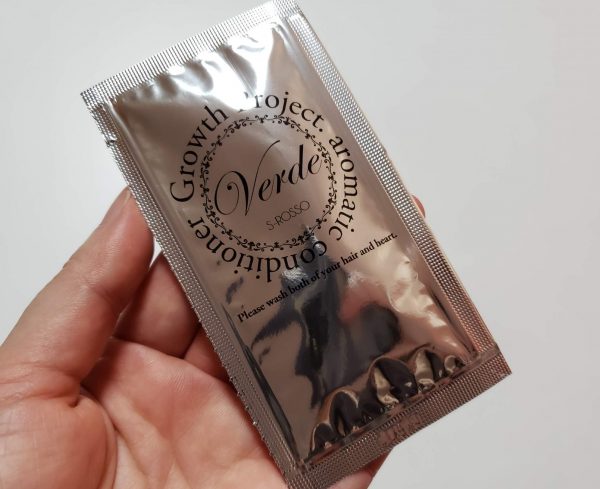 Growth Project. aromatic conditioner
Verde
S-ROSSO
Please wash both of your hair and heart.